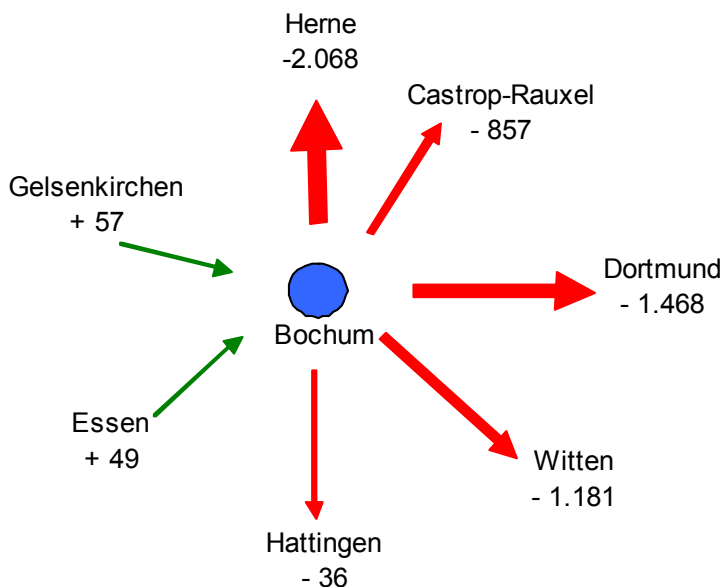 Herne
-2.068
Castrop-Rauxel
- 857
Gelsenkirchen
+ 57
Dortmund
- 1.468
Bochum
Essen
+ 49
Witten
- 1.181
Hattingen
- 36